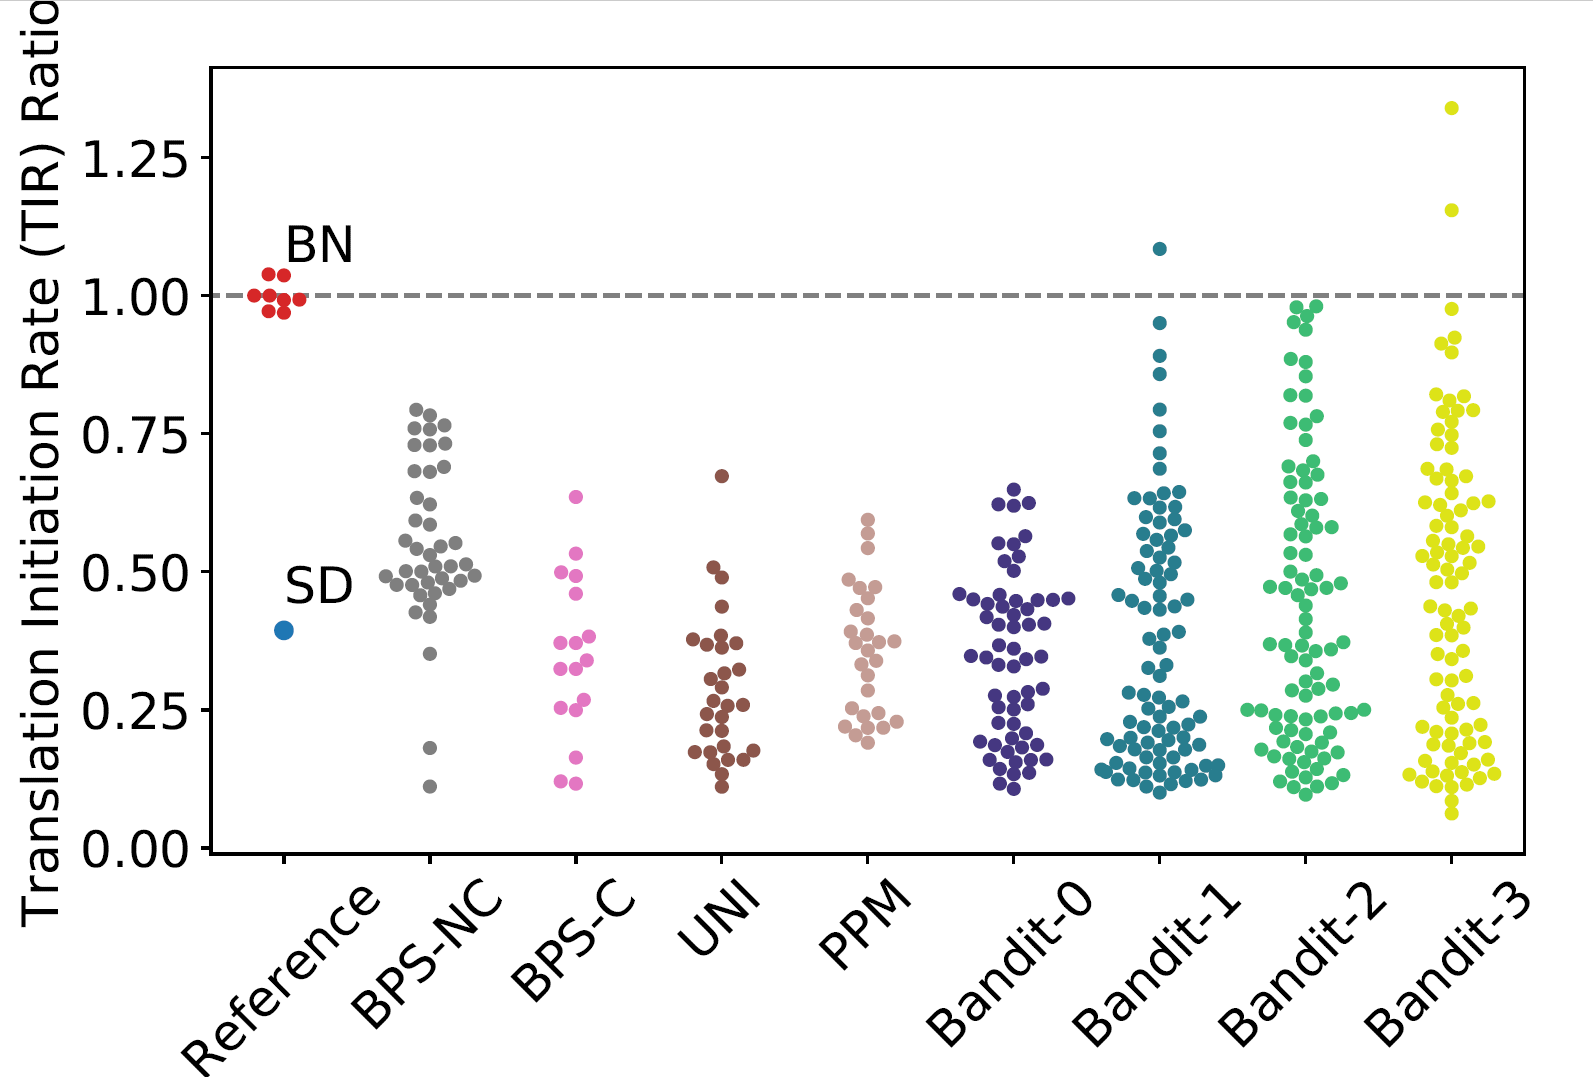 Translation Initiation Rate (TIR) Ratio
1.25
1.00
0.75
0.50
0.25
0.00
BN
SD
Reference
BPS-NC
BPS-C
UNI
PPM
Bandit-0
Bandit-1
Bandit-2
Bandit-3